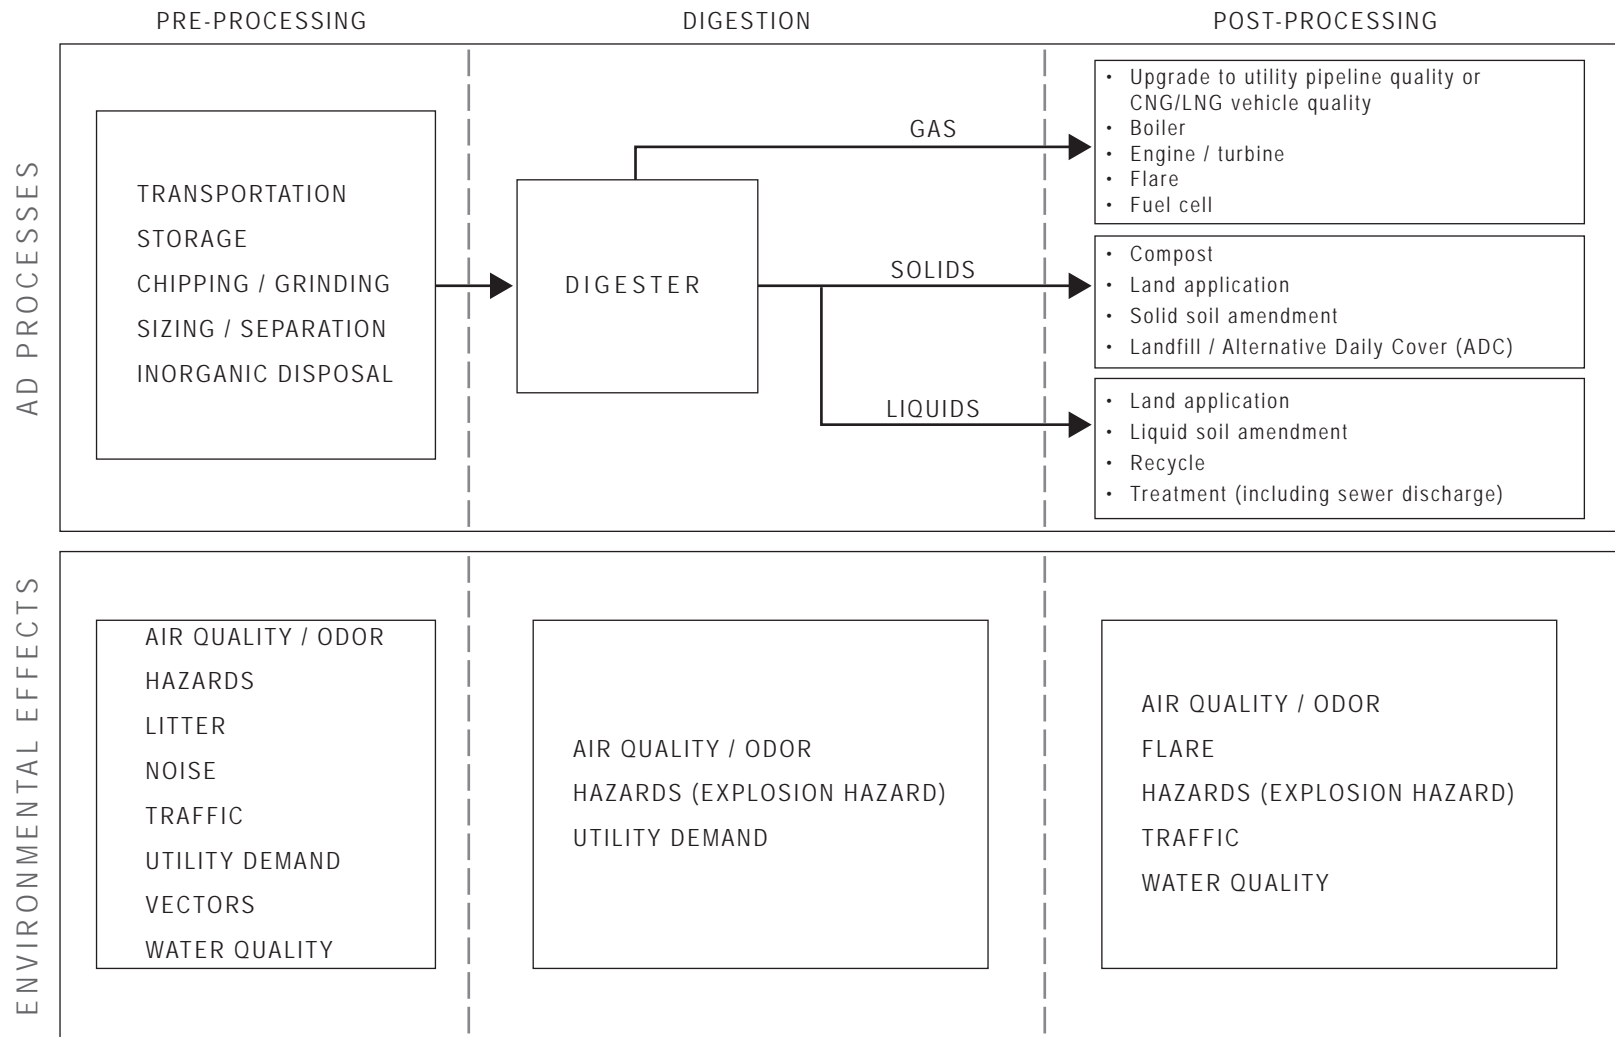 PRE-PROCESSING
DIGESTION
POST-PROCESSING
AD PROCESSES
TRANSPORTATION
STORAGE
CHIPPING / GRINDING
SIZING / SEPARATION
INORGANIC DISPOSAL
DIGESTER
GAS
SOLIDS
LIQUIDS
• Upgrade to utility pipeline quality or
CNG/LNG vehicle quality
• Boiler
• Engine / turbine
• Flare
• Fuel cell
• Compost
• Land application
• Solid soil amendment
• Landfill / Alternative Daily Cover (ADC)
• Land application
• Liquid soil amendment
• Recycle
• Treatment (including sewer discharge)
ENVIRONMENTAL EFFECTS
AIR QUALITY / ODOR
HAZARDS
LITTER
NOISE
TRAFFIC
UTILITY DEMAND
VECTORS
WATER QUALITY
AIR QUALITY / ODOR
HAZARDS (EXPLOSION HAZARD)
UTILITY DEMAND
AIR QUALITY / ODOR
FLARE
HAZARDS (EXPLOSION HAZARD)
TRAFFIC
WATER QUALITY